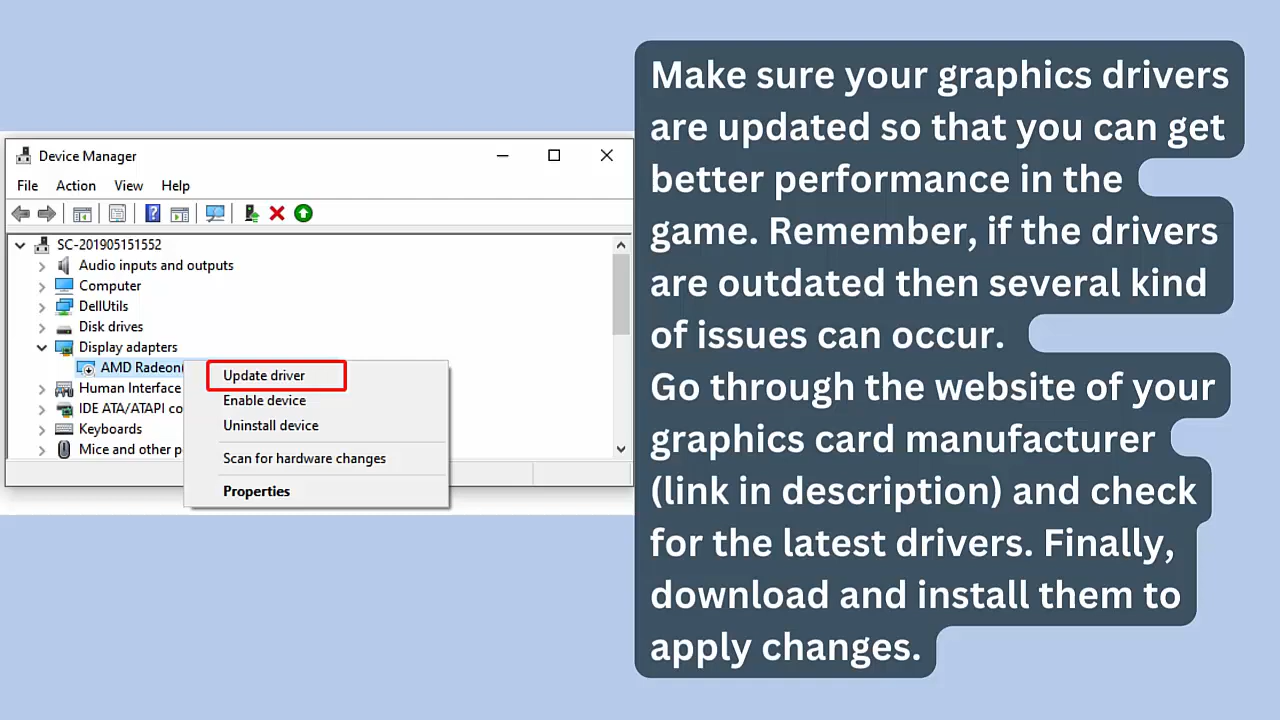 Device Manager
File Action View Help
SC-201905151552
Audio inputs and outputs
Computer
DellUtils
Disk drives
Display adapters
AMD Radeon(
Human Interface
IDE ATA/ATAPI co
Keyboards
Mice and other p
Update driver
Enable device
Uninstall device
Scan for hardware changes
Properties
Make sure your graphics drivers
are updated so that you can get
better performance in the
game. Remember, if the drivers
are outdated then several kind
of issues can occur.
Go through the website of your
graphics card manufacturer
(link in description) and check
for the latest drivers. Finally,
download and install them to
apply changes.